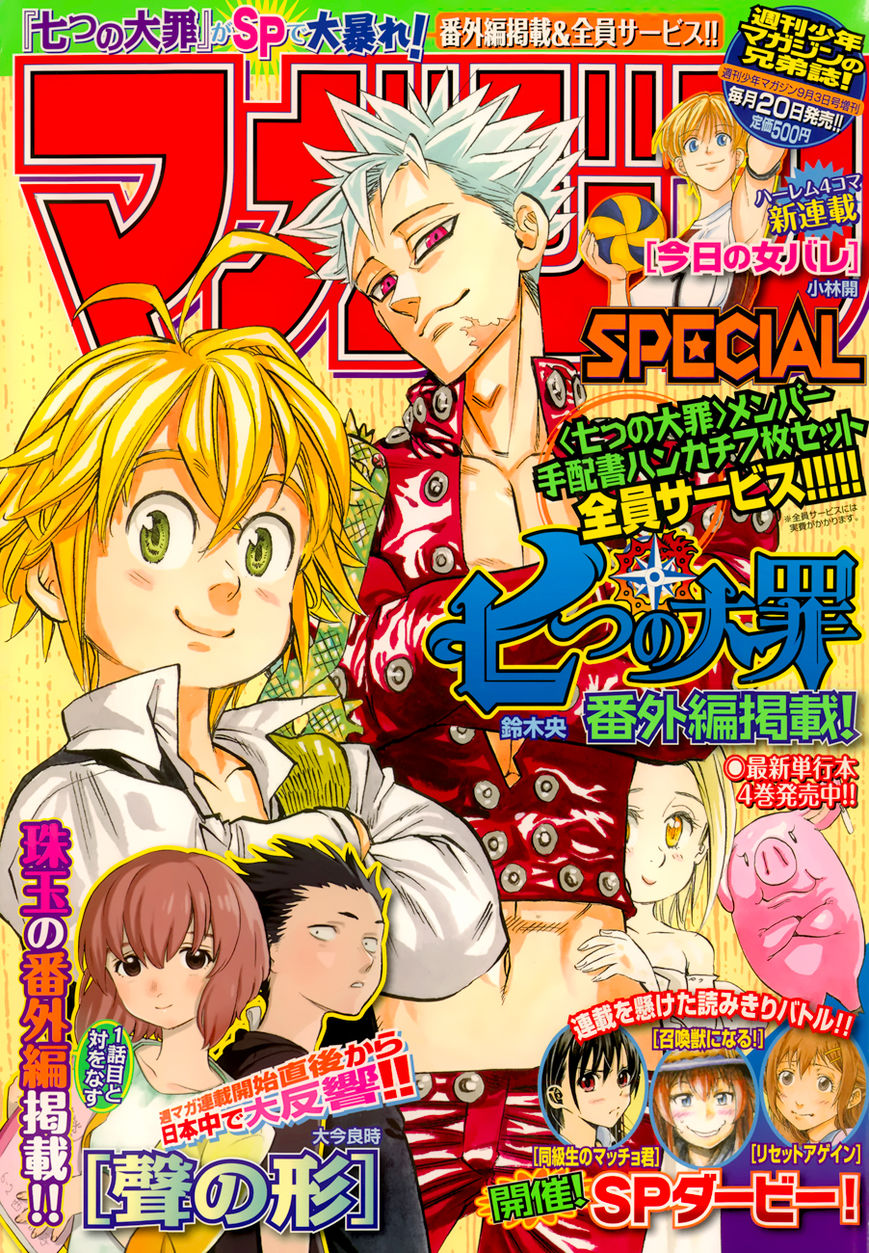 『七つの大罪』がSPで大暴れ!
番外編掲載&全員サービス!!
週刊少年
マガジンの
兄弟誌!
週刊少年マガジン9月3日号増刊
毎月20日発売!!
定価500円
マガジン
SPECIAL
ハーレム4コマ
新連載
[今日の女バレ]
小林開
〈七つの大罪〉メンバー
手配書ハンカチ7枚セット
全員サービス!!!!!
※全員サービスには
実費がかかります。
七つの大罪
鈴木央
番外編掲載!
◎最新単行本
4巻発売中!!
珠玉の番外編掲載!!
1話目と
対をなす
週マガ連載開始直後から
日本中で大反響!!
大今良時
[聲の形]
連載を懸けた読みきりバトル!!
[召喚獣になる!]
[同級生のマッチョ君]
[リセットアゲイン]
開催!
SPダービー!